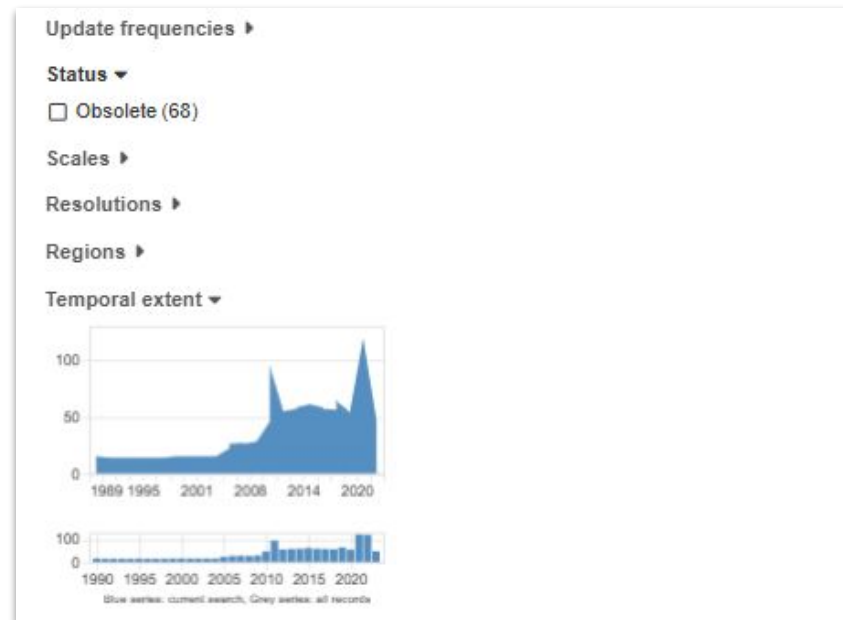 Update frequencies
Status
Obsolete (68)
Scales
Resolutions
Regions
Temporal extent
100
50
0
1989 1995 2001 2008 2014 2020
100
0
1990 1995 2000 2005 2010 2015 2020
Blue series: current search, Grey series: all records